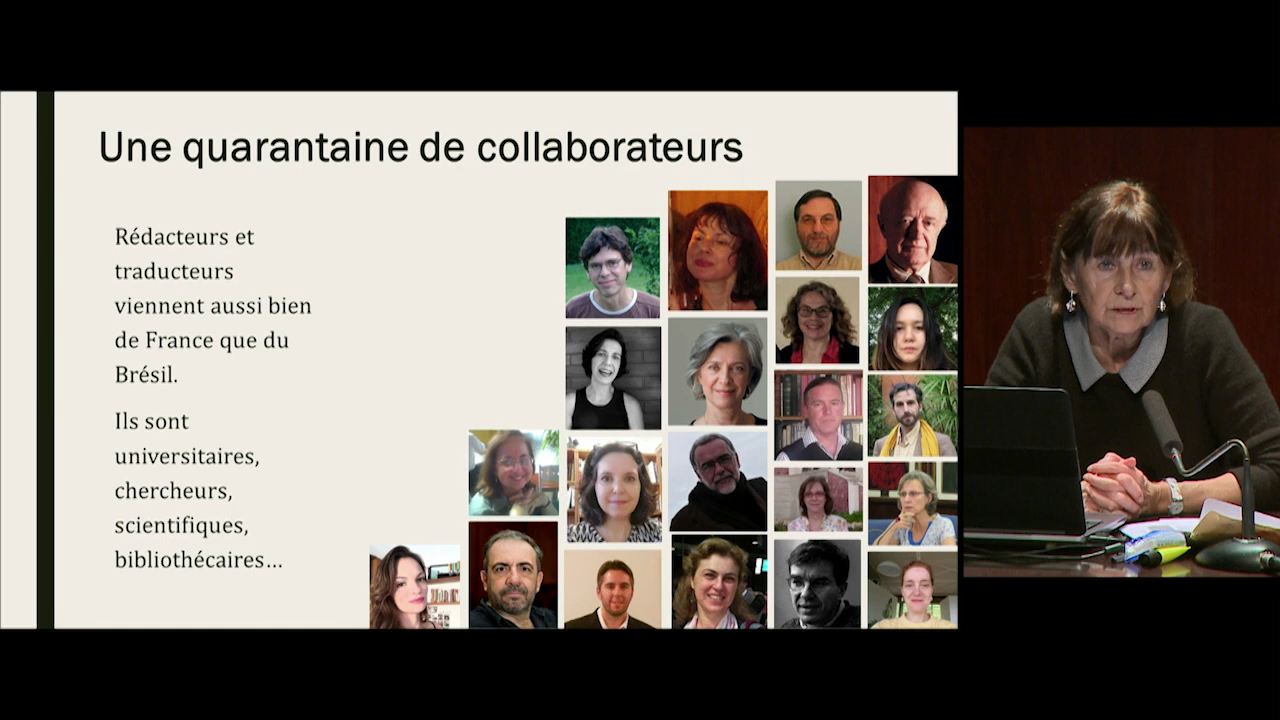 Une quarantaine de collaborateurs
Rédacteurs et
traducteurs
viennent aussi bien
de France que du
Brésil.
Ils sont
universitaires,
chercheurs,
scientifiques,
bibliothécaires...